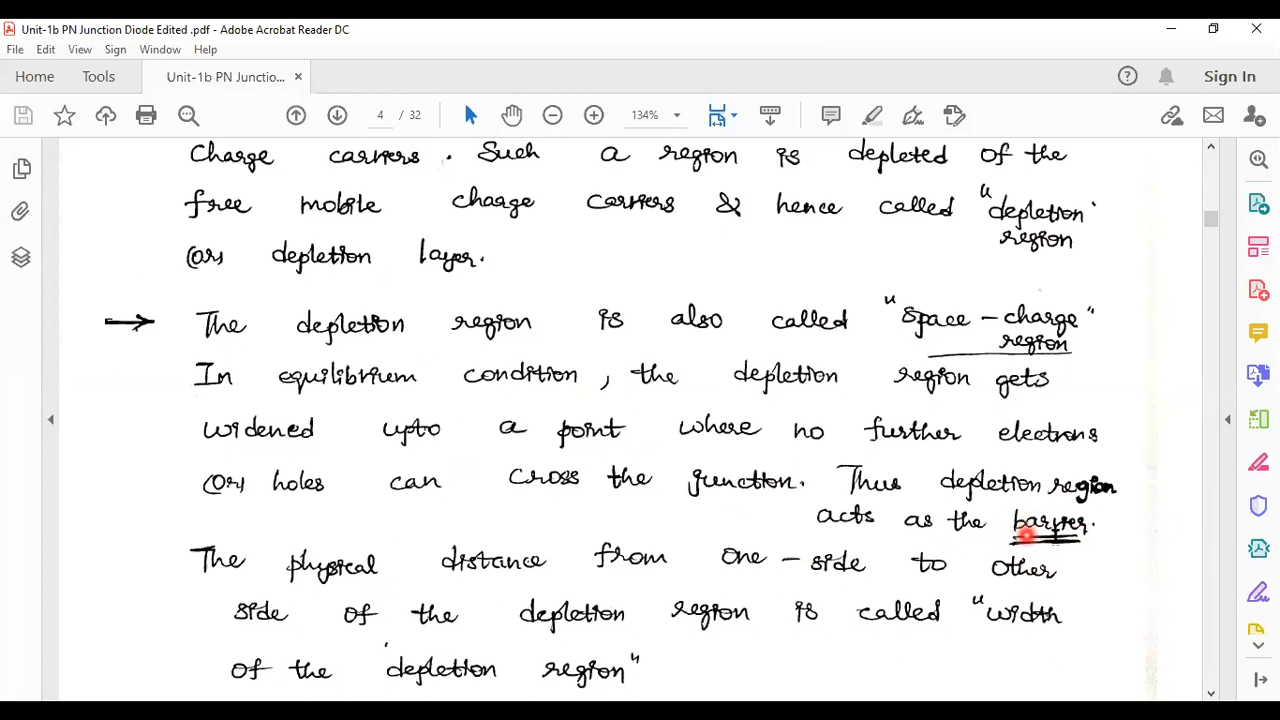 Unit-1b PN Junction Diode Edited .pdf - Adobe Acrobat Reader DC
File Edit View Sign Window Help
Home Tools Unit-1b PN Junctio... × Sign In
4 / 32 134%
charge carriers. Such a region is depleted of the
free mobile charge carriers & hence called "depletion
region
(or) depletion layer.
→ The depletion region is also called "space - charge"
region
In equilibrium condition, the depletion region gets
widened upto a point where no further electrons
(or) holes can cross the junction. Thus depletion region
acts as the barrier.
The physical distance from one - side to other
side of the depletion region is called "width
of the depletion region"